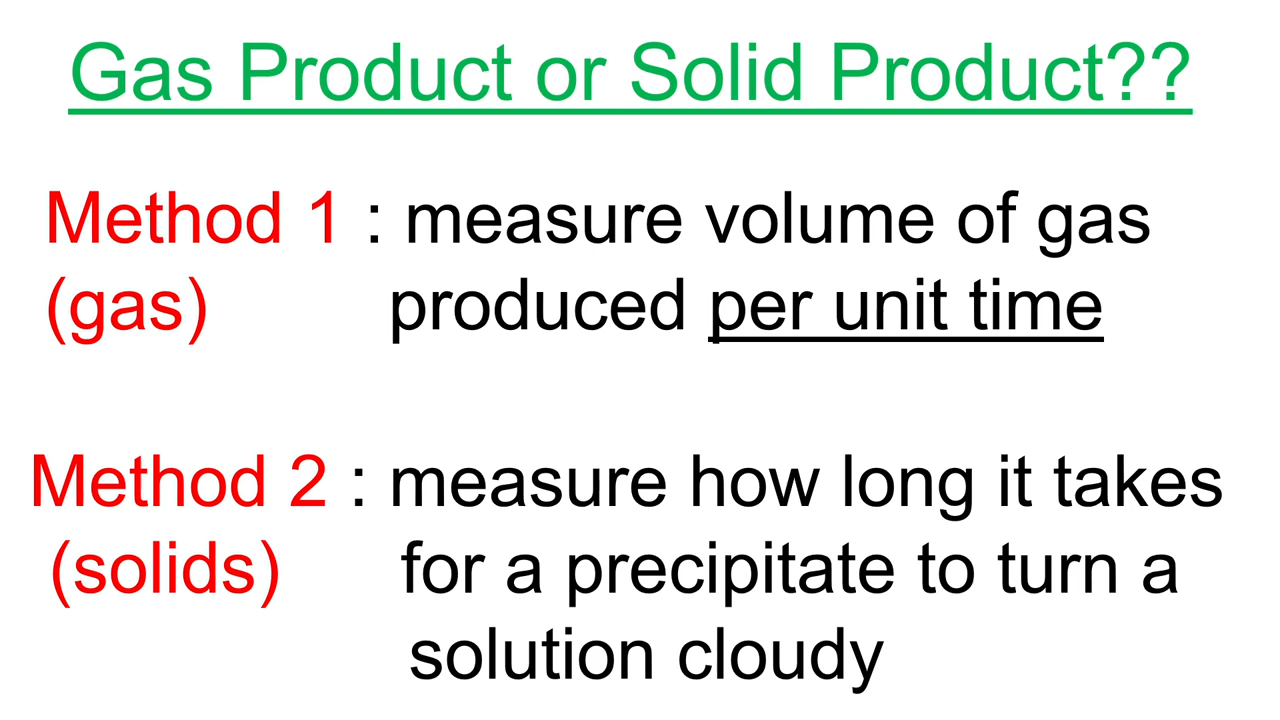 Gas Product or Solid Product??
Method 1 : measure volume of gas
(gas) produced per unit time
Method 2 : measure how long it takes
(solids) for a precipitate to turn a
solution cloudy